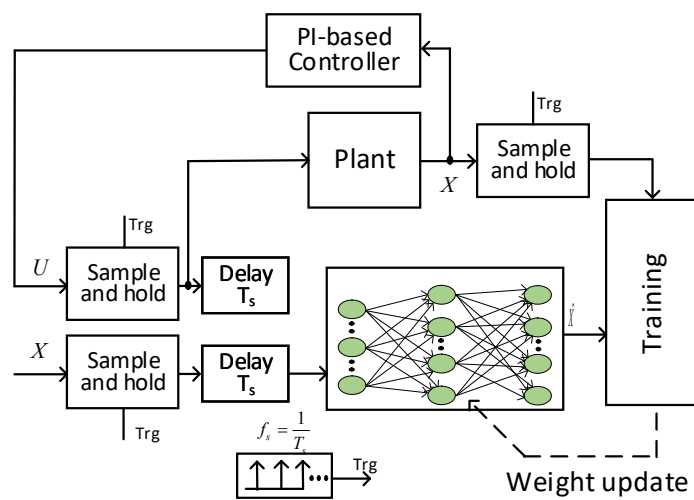 PI-based
Controller
Trg
Plant
Sample
and hold
X
Trg
U
Sample
and hold
Delay
Ts
Training
X
Sample
and hold
Delay
Ts
X̂
Trg
fs = 1/Ts
Trg
Weight update